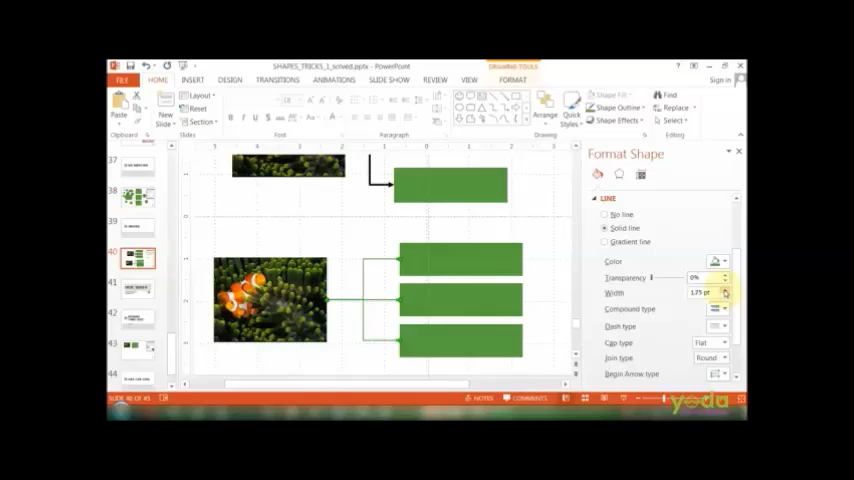 SHAPES_TRICKS_1_solved.pptx - PowerPoint
DRAWING TOOLS
FILE HOME INSERT DESIGN TRANSITIONS ANIMATIONS SLIDE SHOW REVIEW VIEW FORMAT Sign in
Paste
New
Slide
Layout
Reset
Section
Arrange
Quick
Styles
Shape Fill
Shape Outline
Shape Effects
Find
Replace
Select
Clipboard Slides Font Paragraph Drawing Editing
37
38
39
40
41
42
43
44
Format Shape
LINE
No line
Solid line
Gradient line
Color
Transparency 0%
Width 1.75 pt
Compound type
Dash type
Cap type Flat
Join type Round
Begin Arrow type
NOTES COMMENTS
yoda